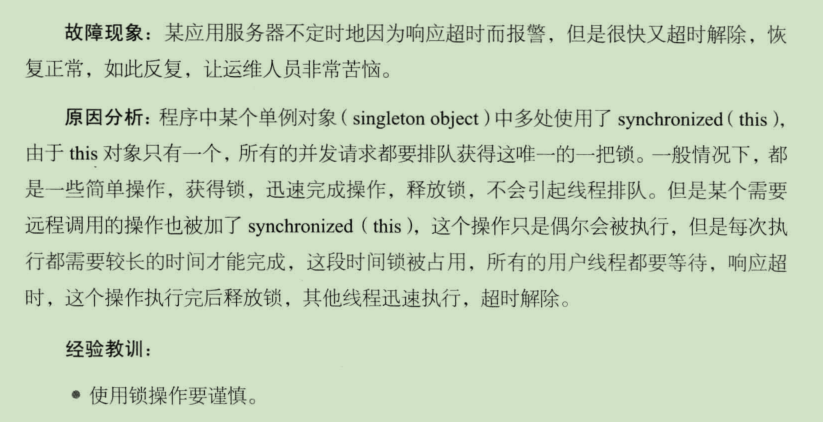 故障现象：某应用服务器不定时地因为响应超时而报警，但是很快又超时解除，恢
复正常，如此反复，让运维人员非常苦恼。
原因分析：程序中某个单例对象（singleton object）中多处使用了 synchronized（this），
由于 this 对象只有一个，所有的并发请求都要排队获得这唯一的一把锁。一般情况下，都
是一些简单操作，获得锁，迅速完成操作，释放锁，不会引起线程排队。但是某个需要
远程调用的操作也被加了 synchronized（this），这个操作只是偶尔会被执行，但是每次执
行都需要较长的时间才能完成，这段时间锁被占用，所有的用户线程都要等待，响应超
时，这个操作执行完后释放锁，其他线程迅速执行，超时解除。
经验教训：
● 使用锁操作要谨慎。